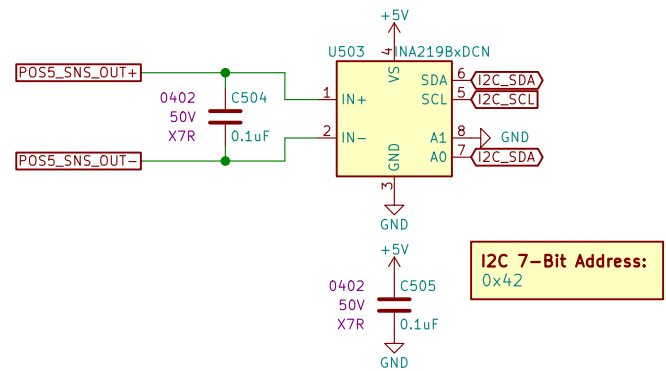 +5V
U503
INA219BxDCN
4
VS
POS5_SNS_OUT+
SDA
6
I2C_SDA
0402
C504
1
IN+
SCL
5
I2C_SCL
50V
X7R
0.1uF
2
IN-
A1
8
GND
POS5_SNS_OUT-
GND
A0
7
I2C_SDA
3
GND
+5V
I2C 7-Bit Address:
0x42
0402
C505
50V
X7R
0.1uF
GND